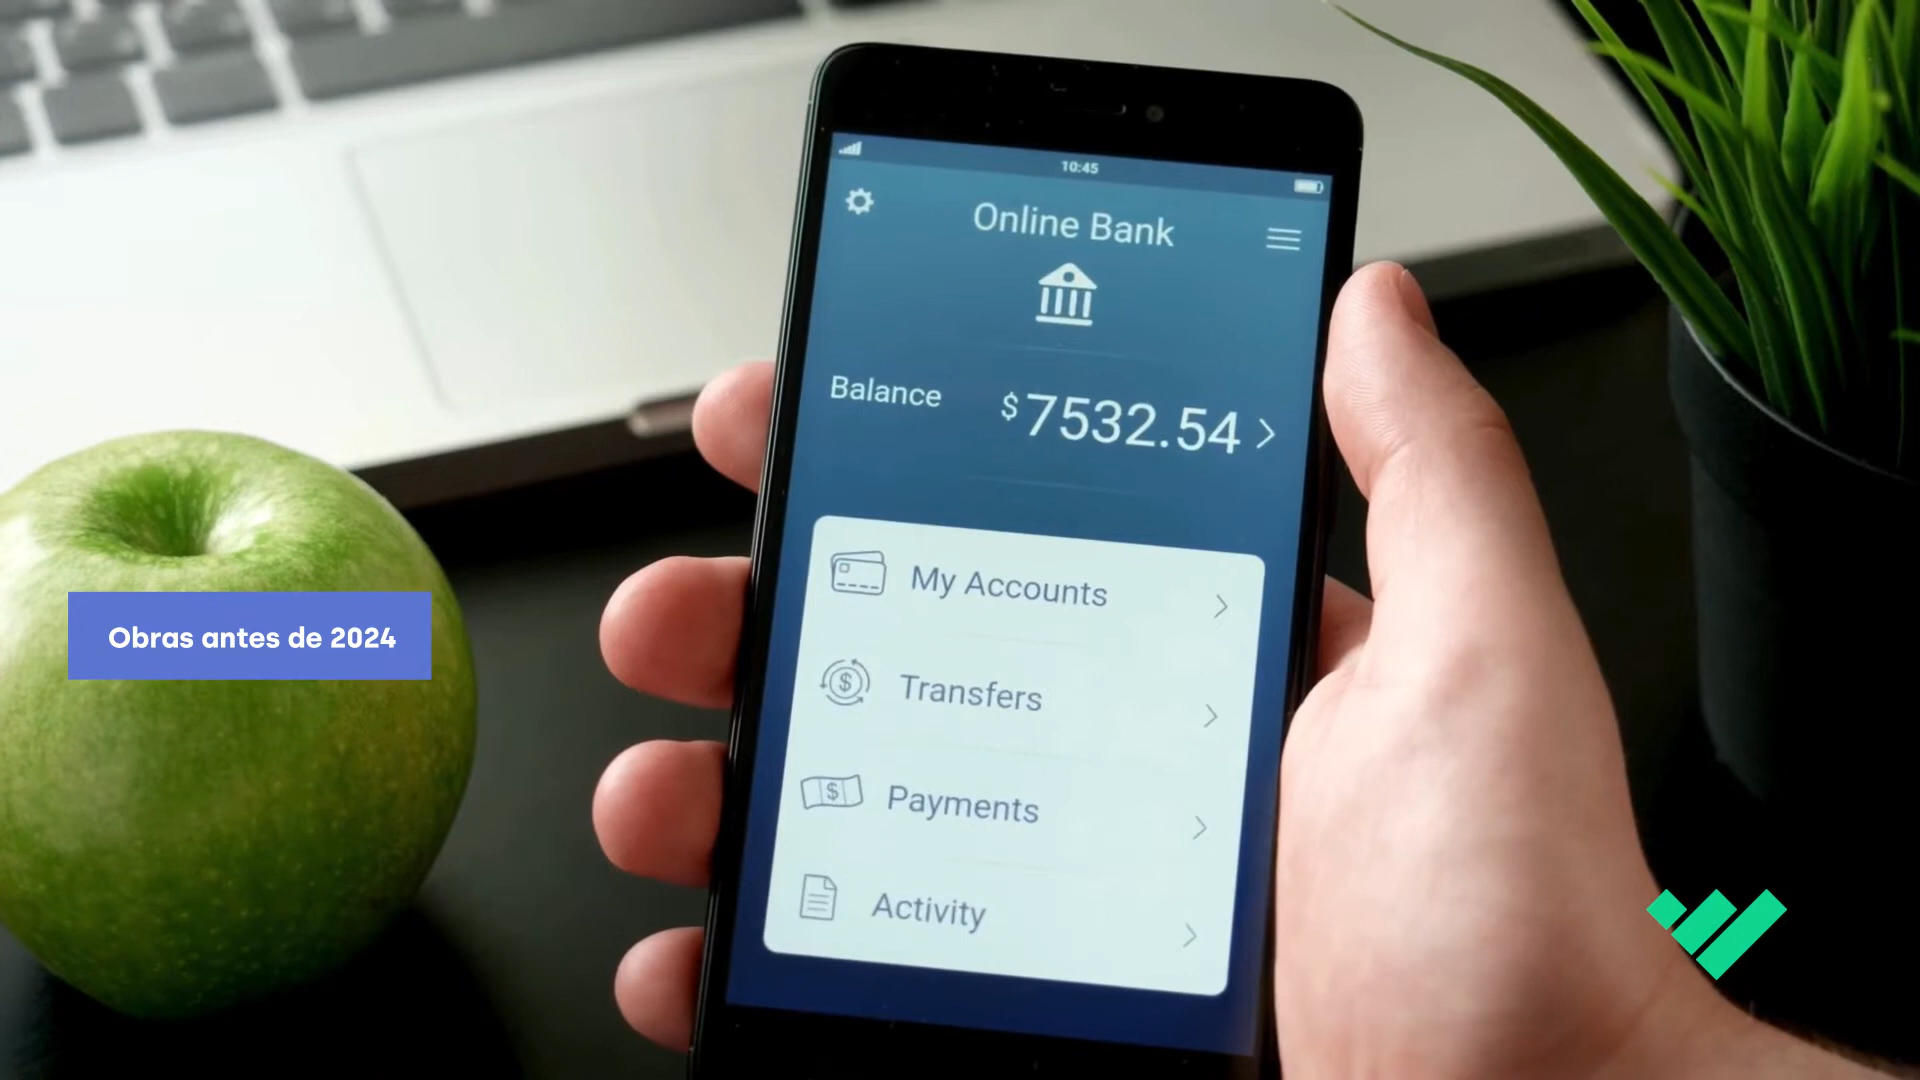 10:45
Online Bank
Balance $7532.54
My Accounts
Obras antes de 2024
Transfers
$
Payments
$
Activity